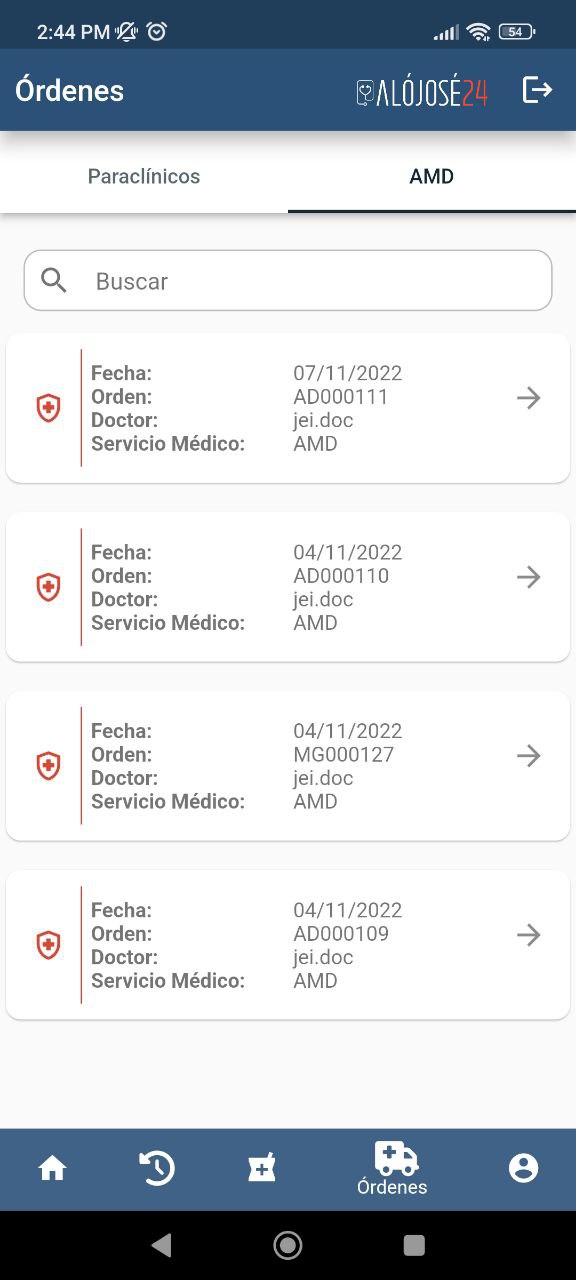 2:44 PM
54
Órdenes
ALÓJOSÉ24
Paraclínicos
AMD
Buscar
Fecha: 07/11/2022
Orden: AD000111
Doctor: jei.doc
Servicio Médico: AMD
Fecha: 04/11/2022
Orden: AD000110
Doctor: jei.doc
Servicio Médico: AMD
Fecha: 04/11/2022
Orden: MG000127
Doctor: jei.doc
Servicio Médico: AMD
Fecha: 04/11/2022
Orden: AD000109
Doctor: jei.doc
Servicio Médico: AMD
Órdenes